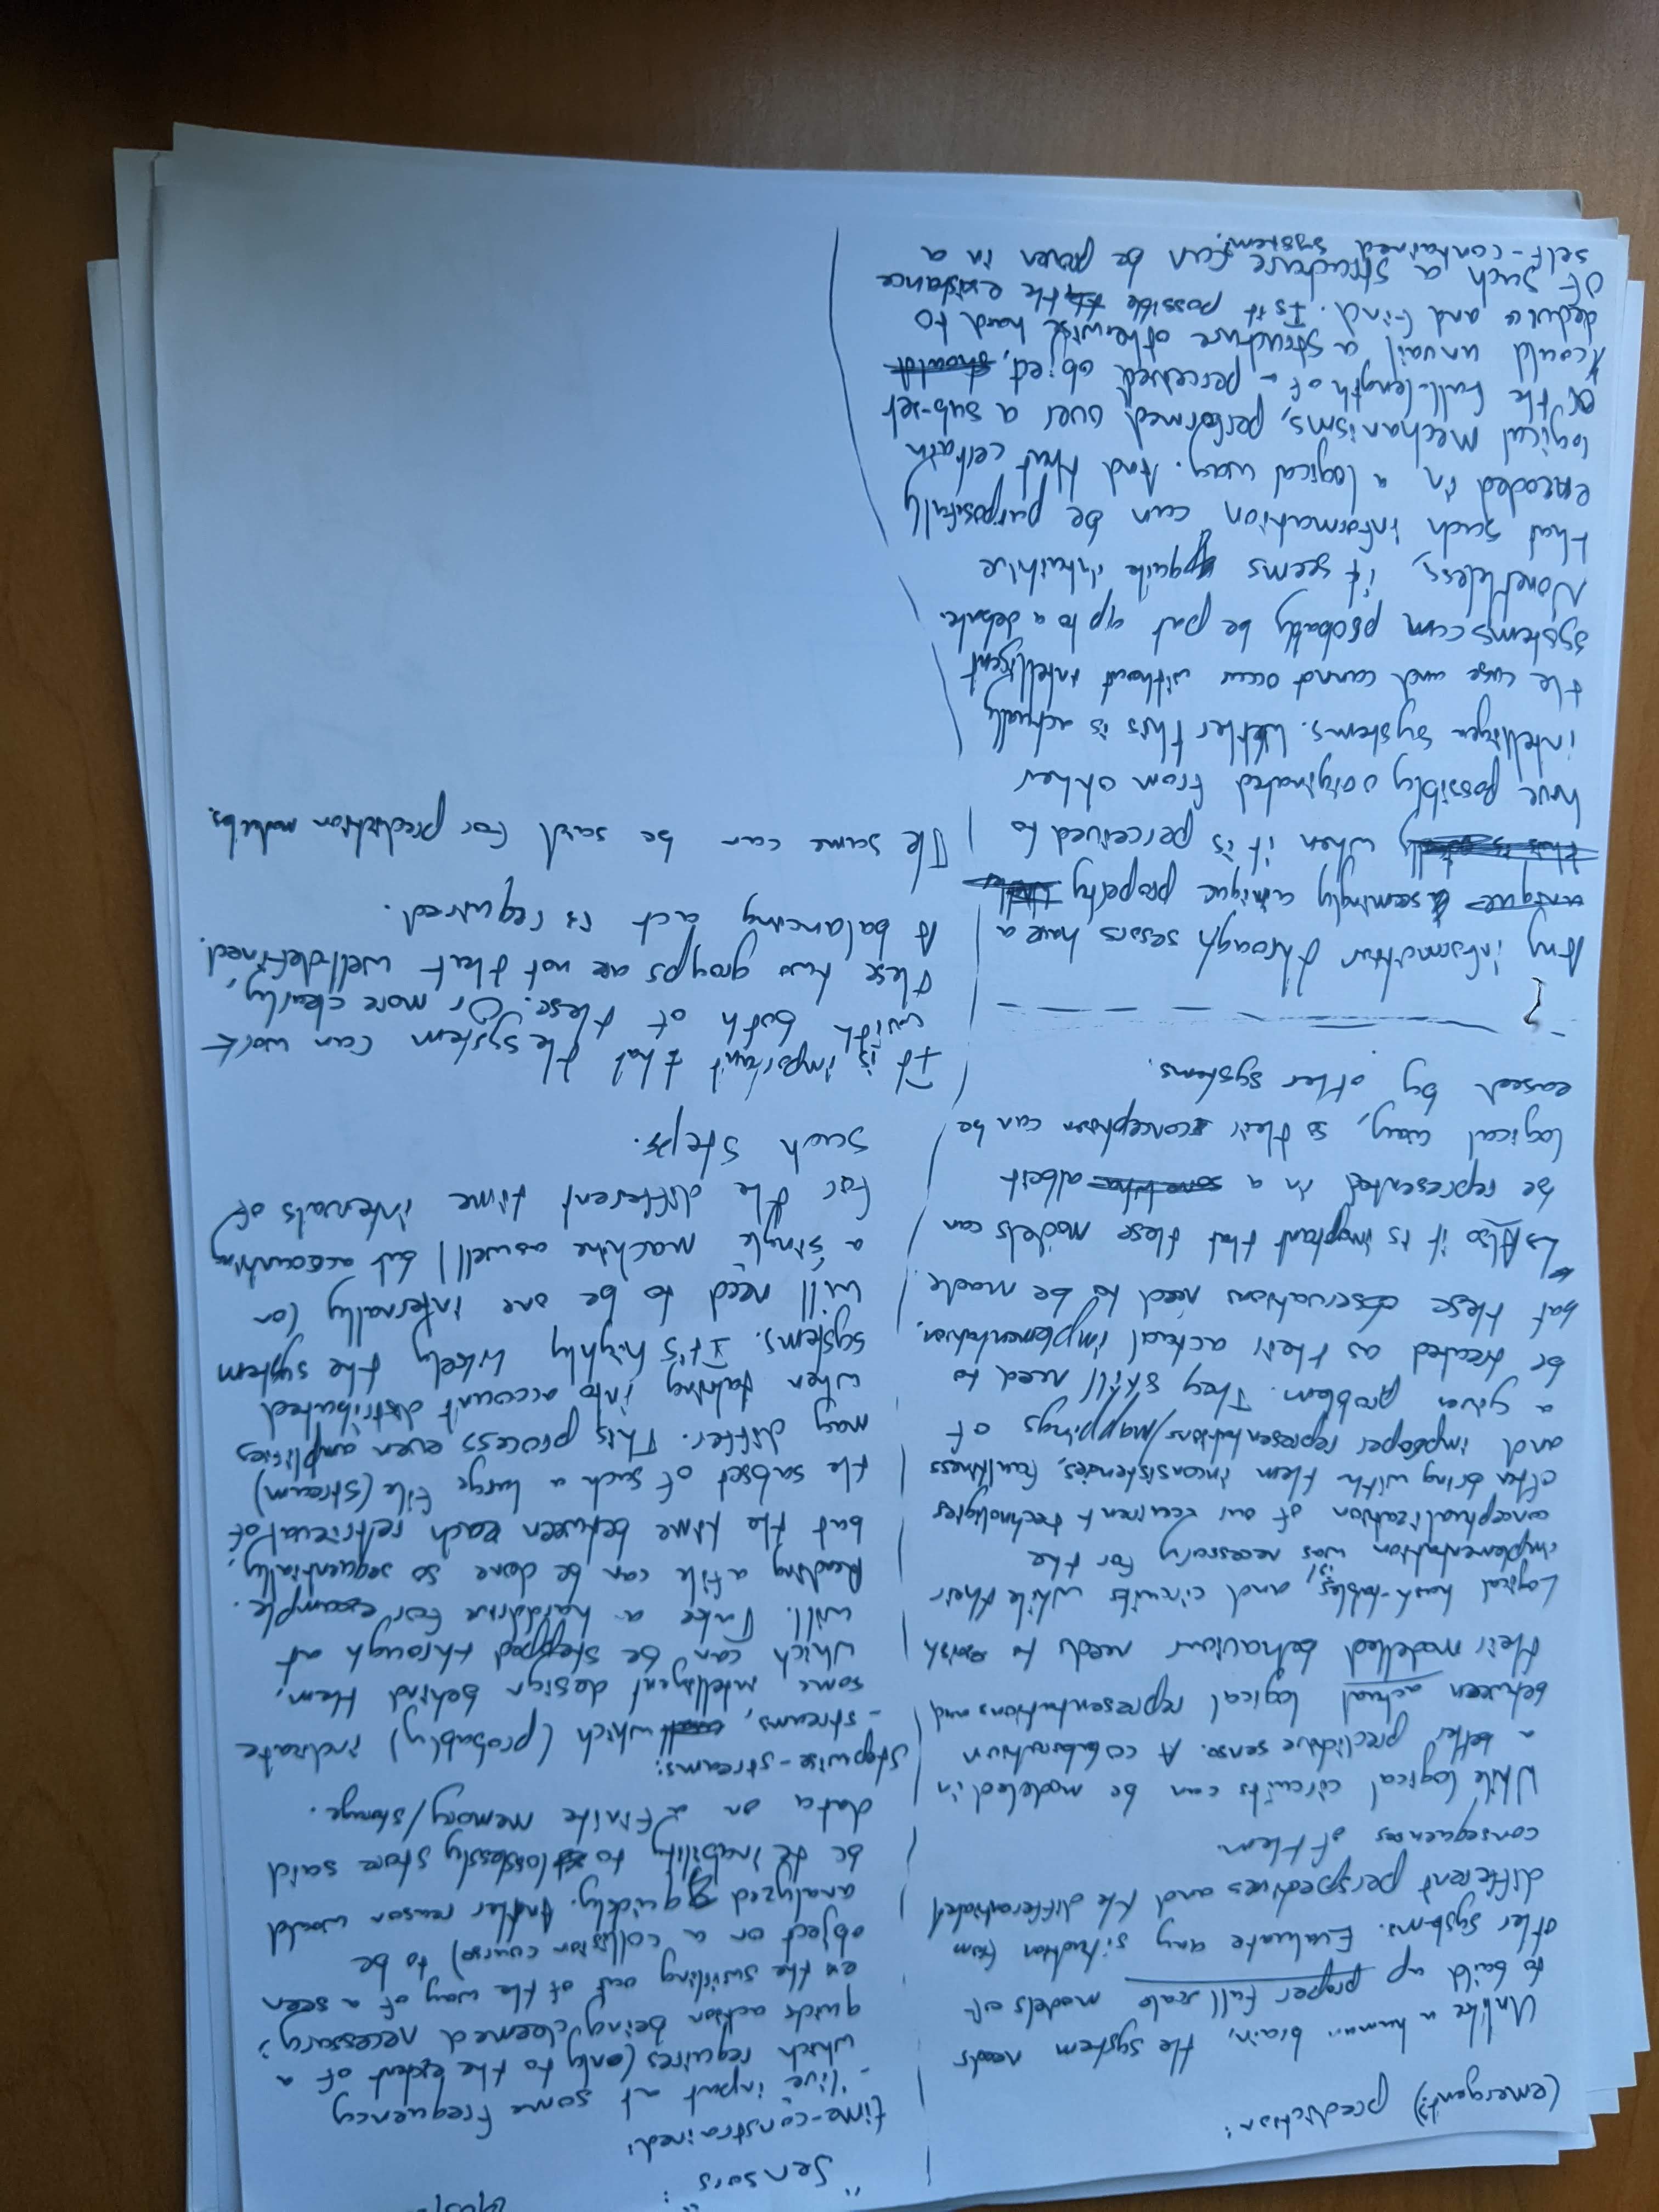 (emergent?) prediction:
Unlike a human brain, the system needs
to build up proper full scale models of
other systems. Evaluate any situation from
different perspectives and the differentiated
consequences of them
While logical circuits can be modeled in
a better predictive sense. A combination
between actual logical representations and
their modelled behaviour needs to exist
Logical hash-tables, and circuits while their
implementation was necessary for the
conceptualization of our current technologies
often bring with them inconsistencies, faultiness
and improper representations/mappings of
a given problem. They still need to
be treated as their actual implementation.
but these observations need to be made.
↳ Also it is important that these models can
be represented in a albeit
logical way, so their conception can be
eased by other systems.
Any information through sensors have a
seemingly unique property
when it is perceived to
have possibly originated from other
intelligen systems. Wether this is actually
the case and cannot occur without intelligent
systems can probably be put up to a debate.
Nonetheless, it seems quite intuitive
that such information can be purposfully
encoded in a logical way. And that certain
logical mechanisms, performed over a sub-set
of the full-length of a perceived object,
could unvail a structure otherwise hard to
deduce and find. Is it possible the existance
of such a structure can be proven in a
self-contained system?
"Sensors":
time-constrained:
- 'live' input at some frequency
which requires (only to the extent of a
quick action being deemed necessary?
ex the swirling out of the way of a seen
object on a collision course) to be
analyzed quickly. Another reason would
be the inability to losslessly store said
data on a finite memory/storage.
Stepwise-streams:
- streams, which (probably) indicate
some intelligent design behind them,
which can be stepped through at
will. Take a harddrive for example.
Reading a file can be done so sequentially,
but the time between each retrieval of
the subset of such a large file (stream)
may differ. This process even amplifies
when taking into account distributed
systems. It's highly likely the system
will need to be one internally (on
a single machine aswell) but accounting
for the different time intervals of
such steps.
It is important that the system can work
with both of these. Or more clearly,
these two groups are not that well-defined.
A balancing act is required.
The same can be said for prediction models.